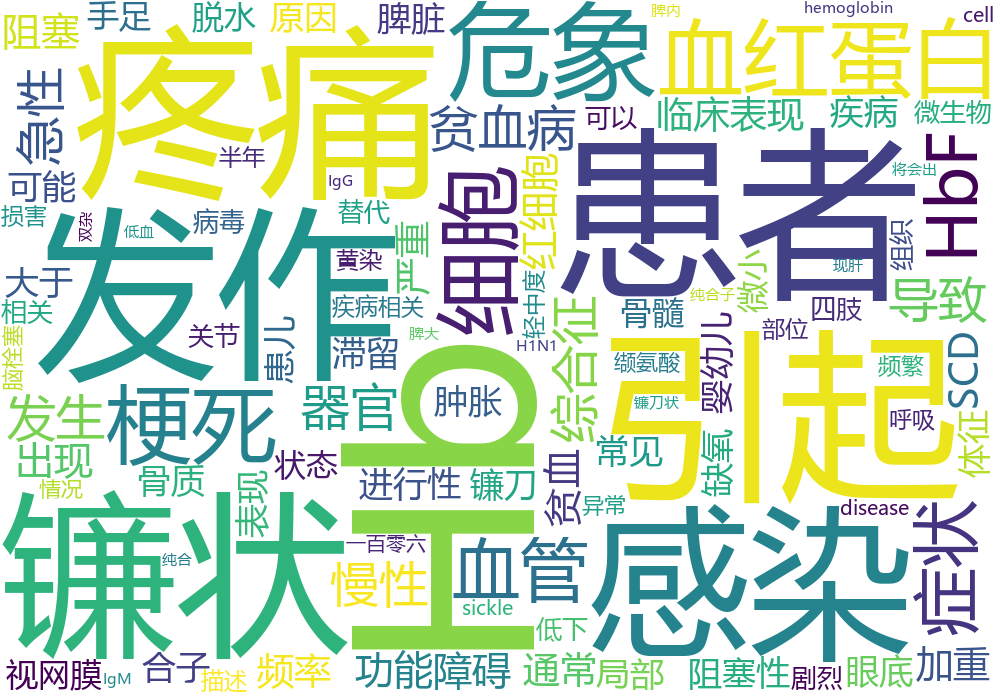 脾内
hemoglobin
cell
阻塞
手足
脱水
原因
脾脏
危象
血红蛋白
疼痛
急性
贫血病
可以
临床表现
疾病
微生物
半年
患者
HbF
将会出
可能
IgG
细胞
红细胞
损害
双杂
低血
病毒
替代
发作
严重
组织
大于
黄染
轻中度
微小
现肝
相关
疾病相关
纯合子
骨髓
四肢
导致
关节
患儿
脾大
H1N1
综合征
部位
脑栓塞
滞留
引起
缬氨酸
婴幼儿
频繁
SCD
梗死
器官
肿胀
镰刀状
呼吸
发生
Hb
常见
缺氧
体征
出现
骨质
状态
进行性
镰刀
贫血
情况
表现
异常
disease
症状
镰状
一百零六
感染
纯合
慢性
血管
sickle
低下
视网膜
IgM
合子
描述
频率
功能障碍
通常
局部
阻塞性
剧烈
眼底
加重